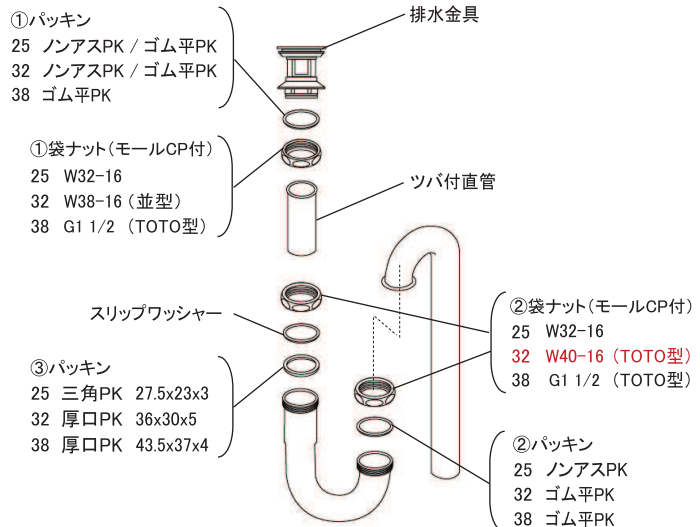 ①パッキン
25 ノンアスPK / ゴム平PK
32 ノンアスPK / ゴム平PK
38 ゴム平PK
排水金具
①袋ナット（モールCP付）
25 W32-16
32 W38-16（並型）
38 G1 1/2 （TOTO型）
ツバ付直管
スリップワッシャー
②袋ナット（モールCP付）
25 W32-16
32 W40-16（TOTO型）
38 G1 1/2 （TOTO型）
③パッキン
25 三角PK 27.5x23x3
32 厚口PK 36x30x5
38 厚口PK 43.5x37x4
②パッキン
25 ノンアスPK
32 ゴム平PK
38 ゴム平PK